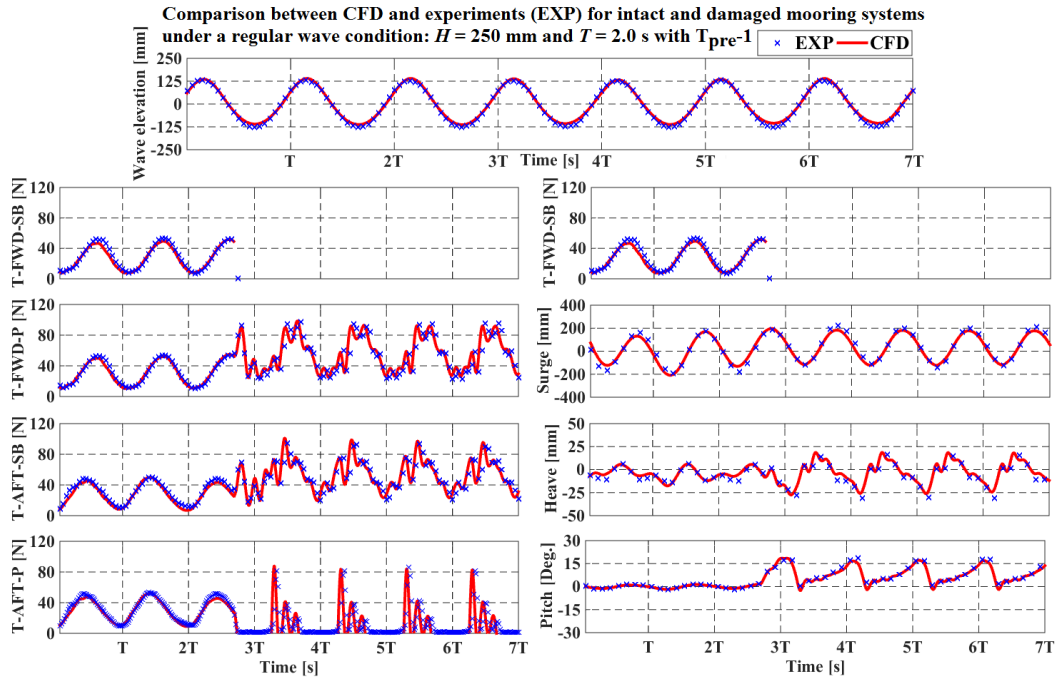 Comparison between CFD and experiments (EXP) for intact and damaged mooring systems
under a regular wave condition: H = 250 mm and T = 2.0 s with Tpre-1
EXP CFD
Wave elevation [mm]
250
125
0
-125
-250
T 2T 3T 4T 5T 6T 7T
Time [s]
T-FWD-SB [N]
120
80
40
0
T-FWD-SB [N]
120
80
40
0
T-FWD-P [N]
120
80
40
0
Surge [mm]
400
200
0
-200
-400
T-AFT-SB [N]
120
80
40
0
Heave [mm]
50
25
0
-25
-50
T-AFT-P [N]
120
80
40
0
T 2T 3T 4T 5T 6T 7T
Time [s]
Pitch [Deg.]
30
15
0
-15
-30
T 2T 3T 4T 5T 6T 7T
Time [s]